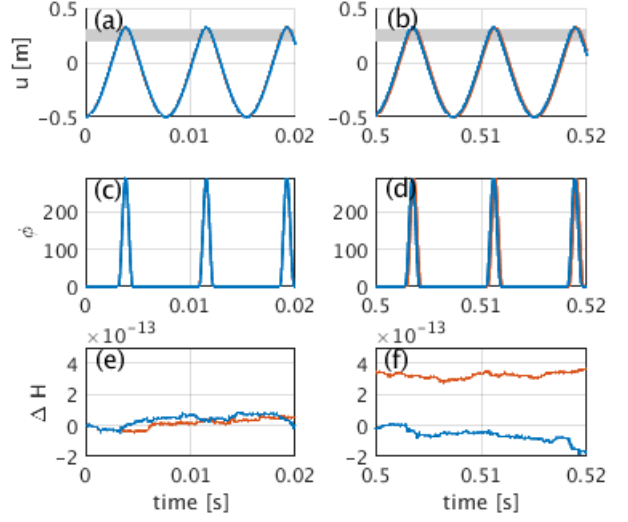 (a) (b)
0.5 0.5
u [m] 0 0
-0.5 -0.5
0 0.01 0.02 0.5 0.51 0.52
(c) (d)
200 200
ϕ 100 100
0 0
0 0.01 0.02 0.5 0.51 0.52
×10⁻¹³ ×10⁻¹³
(e) (f)
4 4
Δ H 2 2
0 0
-2 -2
0 0.01 0.02 0.5 0.51 0.52
time [s] time [s]